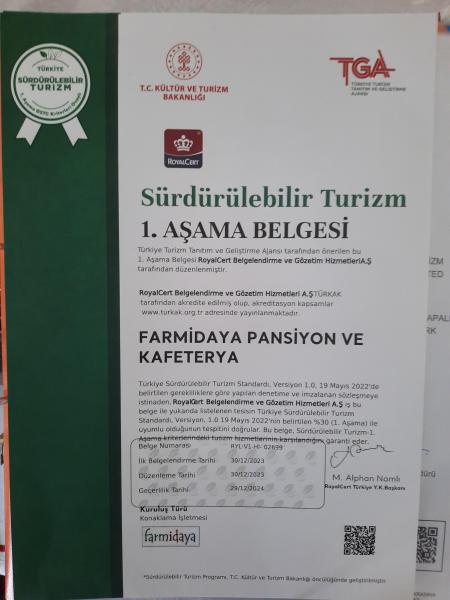 TÜRKİYE
SÜRDÜRÜLEBİLİR
TURİZM
T.C. KÜLTÜR VE TURİZM
BAKANLIĞI
TGA
TÜRKİYE TURİZM
TANITIM VE GELİŞTİRME
AJANSI
ROYALCERT
Sürdürülebilir Turizm
1. AŞAMA BELGESİ
Türkiye Turizm Tanıtım ve Geliştirme Ajansı tarafından önerilen bu
1. Aşama Belgesi RoyalCert Belgelendirme ve Gözetim HizmetleriA.Ş
tarafından düzenlenmiştir.
RoyalCert Belgelendirme ve Gözetim Hizmetleri A.ŞTÜRKAK
tarafından akredite edilmiş olup, akreditasyon kapsamlar
www.turkak.org.tr adresinde yayınlanmaktadır.
FARMİDAYA PANSİYON VE
KAFETERYA
Türkiye Sürdürülebilir Turizm Standardı, Versiyon 1.0, 19 Mayıs 2022'de
belirtilen gerekliliklere göre yapılan denetime ve imzalanan sözleşmeye
istinaden, RoyalCert Belgelendirme ve Gözetim Hizmetleri A.Ş iş bu
belge ile yukarıda listelenen tesisin Türkiye Sürdürülebilir Turizm
Standardı, Versiyon, 1.0 19 Mayıs 2022'nin belirtilen %30 (1. Aşama) ile
uyumlu olduğunun tespitini doğrular. Bu belge, Sürdürülebilir Turizm-1.
Aşama kriterlerindeki turizm hizmetlerinin karşılandığını garanti eder.
Belge Numarası RYL-V1-HI- 02699
İlk Belgelendirme Tarihi 30/12/2023
Düzenleme Tarihi 30/12/2023
Geçerlilik Tarihi 29/12/2024
M. Alphan Namlı
RoyalCert Türkiye Y.K.Başkanı
Kuruluş Türü
Konaklama İşletmesi
farmidaya
*Sürdürülebilir Turizm Programı, T.C. Kültür ve Turizm Bakanlığı öncülüğünde geliştirilmiştir.